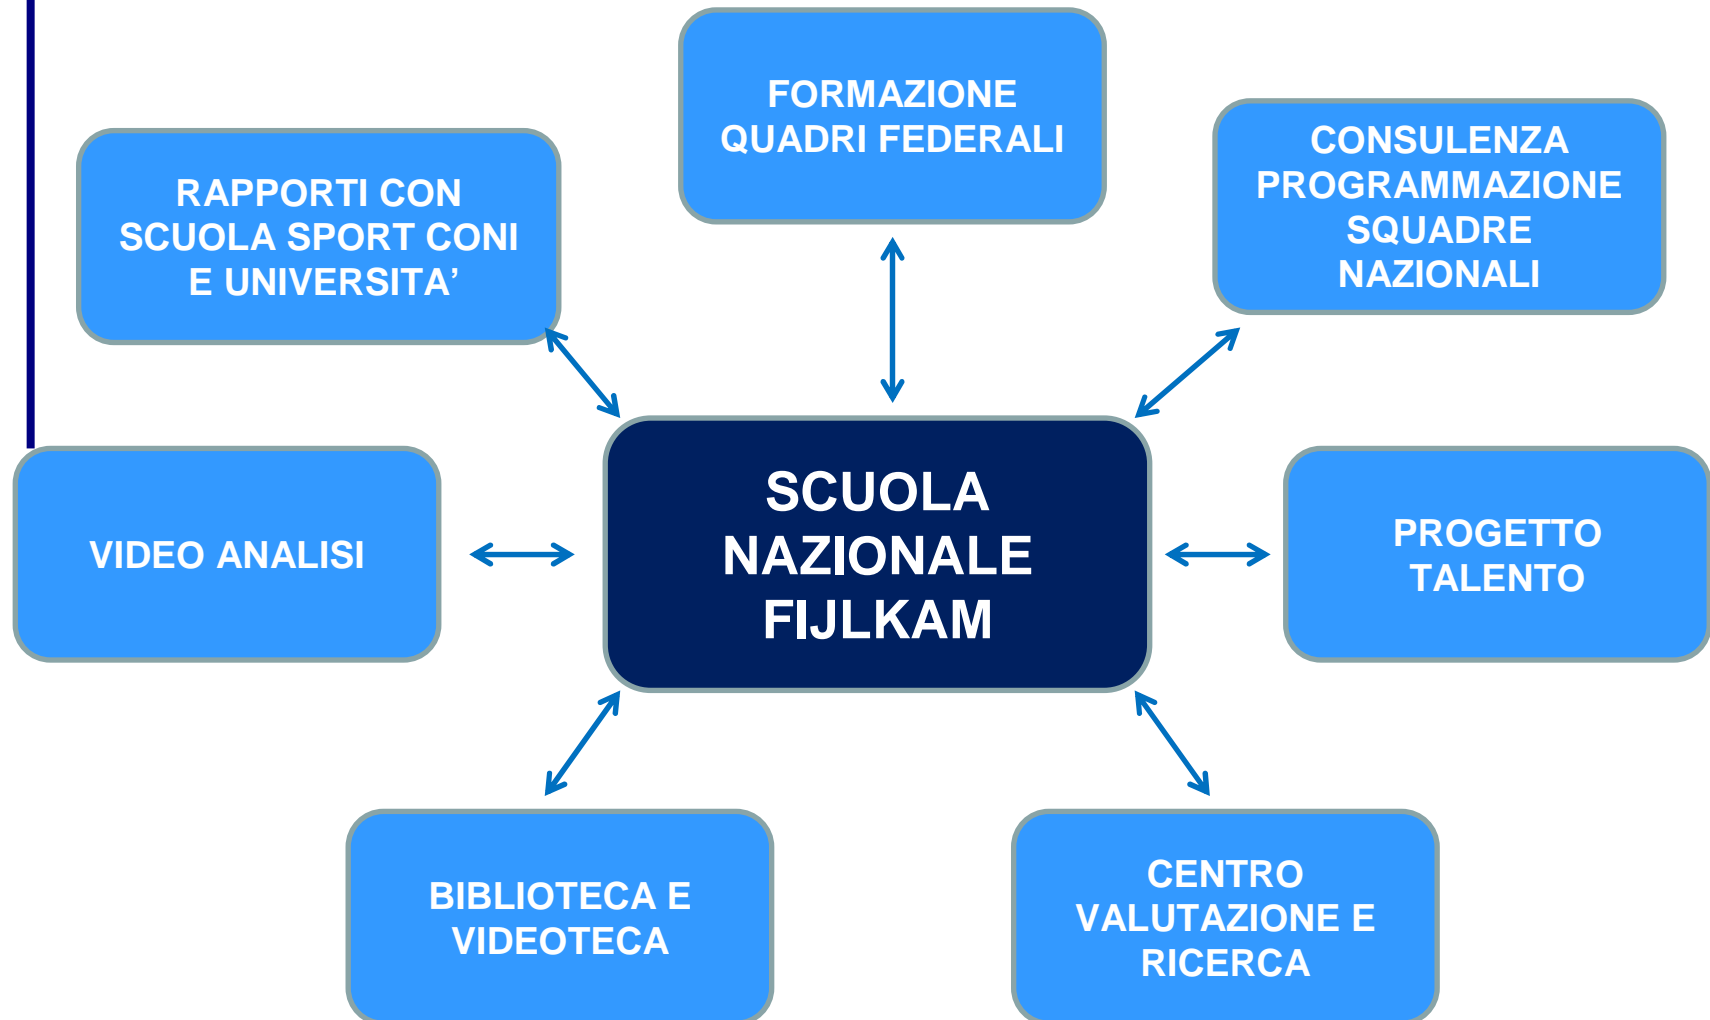 FORMAZIONE
QUADRI FEDERALI
CONSULENZA
PROGRAMMAZIONE
SQUADRE
NAZIONALI
RAPPORTI CON
SCUOLA SPORT CONI
E UNIVERSITA’
SCUOLA
NAZIONALE
FIJLKAM
VIDEO ANALISI
PROGETTO
TALENTO
BIBLIOTECA E
VIDEOTECA
CENTRO
VALUTAZIONE E
RICERCA